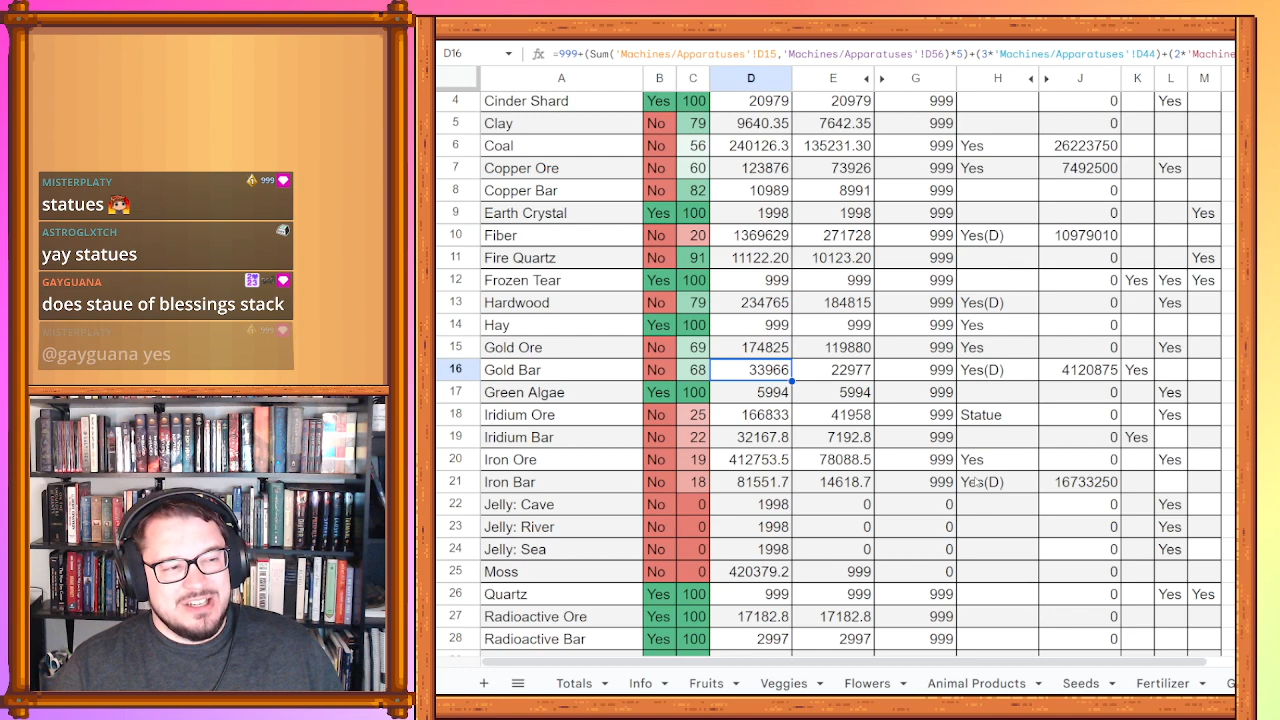 D16 fx =999+(Sum('Machines/Apparatuses'!D15,'Machines/Apparatuses'!D56)*5)+(3*'Machines/Apparatuses'!D44)+(2*'Machine
A B C D E G H J K L M
4 Cinder Shard Yes 100 20979 20979 999 0 Yes
5 Clay No 79 9640.35 7642.35 999 0
6 Coal No 56 240126.3 135231.30 999 Yes 26223750
7 Copper Ore No 60 123876 73926 999 Yes 7492500 Yes
8 Copper Bar No 82 10989 8991 999 0
9 Earth Crystal Yes 100 1998 1998 999 0 Yes
10 Fiber No 20 1369629 271728 999 Yes(D) 10979010
11 Fire Quartz No 91 11122.20 10123.20 999 0 Yes
12 Frozen Tear Yes 100 999 999 999 0 Yes Yes Yes
13 Hardwood No 79 234765 184815 999 Yes(D) 0 Yes
14 Hay Yes 100 999 999 999 Yes 0
15 Gold Ore No 69 174825 119880 999 Yes 0 Yes
16 Gold Bar No 68 33966 22977 999 Yes(D) 4120875 Yes
17 Green Algae Yes 100 5994 5994 999 0 Yes
18 Iridium Ore No 25 166833 41958 999 Statue 0 Yes
19 Iridium Bar No 22 32167.8 7192.8 999 0 Yes
20 Iron Ore No 19 412753.5 78088.5 999 Yes 0 Yes
21 Iron Bar No 18 81551.7 14618.7 999 Yes(D) 16733250
22 Jelly: Cave No 0 1998 0 0 0 Yes
23 Jelly: River No 0 1998 0 0 0 Yes
24 Jelly: Sea No 0 1998 0 0 0 Yes
25 Moss No 0 420379.2 999 0 0
26 Quartz Yes 100 999 999 999 0 Yes Yes
27 Radioactive Ore Yes 100 17182.8 17182.8 999 0
28 Radioactive Bar Yes 100 2997 2997 999 0
+ Totals Info Fruits Veggies Flowers Animal Products Seeds Fertilizer
MISTERPLATY 999
statues
ASTROGLXTCH
yay statues
GAYGUANA
does staue of blessings stack
MISTERPLATY 999
@gayguana yes